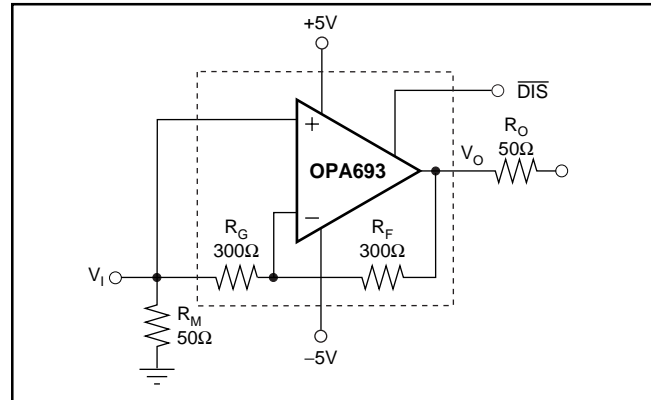 +5V
DIS
+
OPA693
−
V_O
R_O
50Ω
R_G
300Ω
R_F
300Ω
V_I
R_M
50Ω
−5V